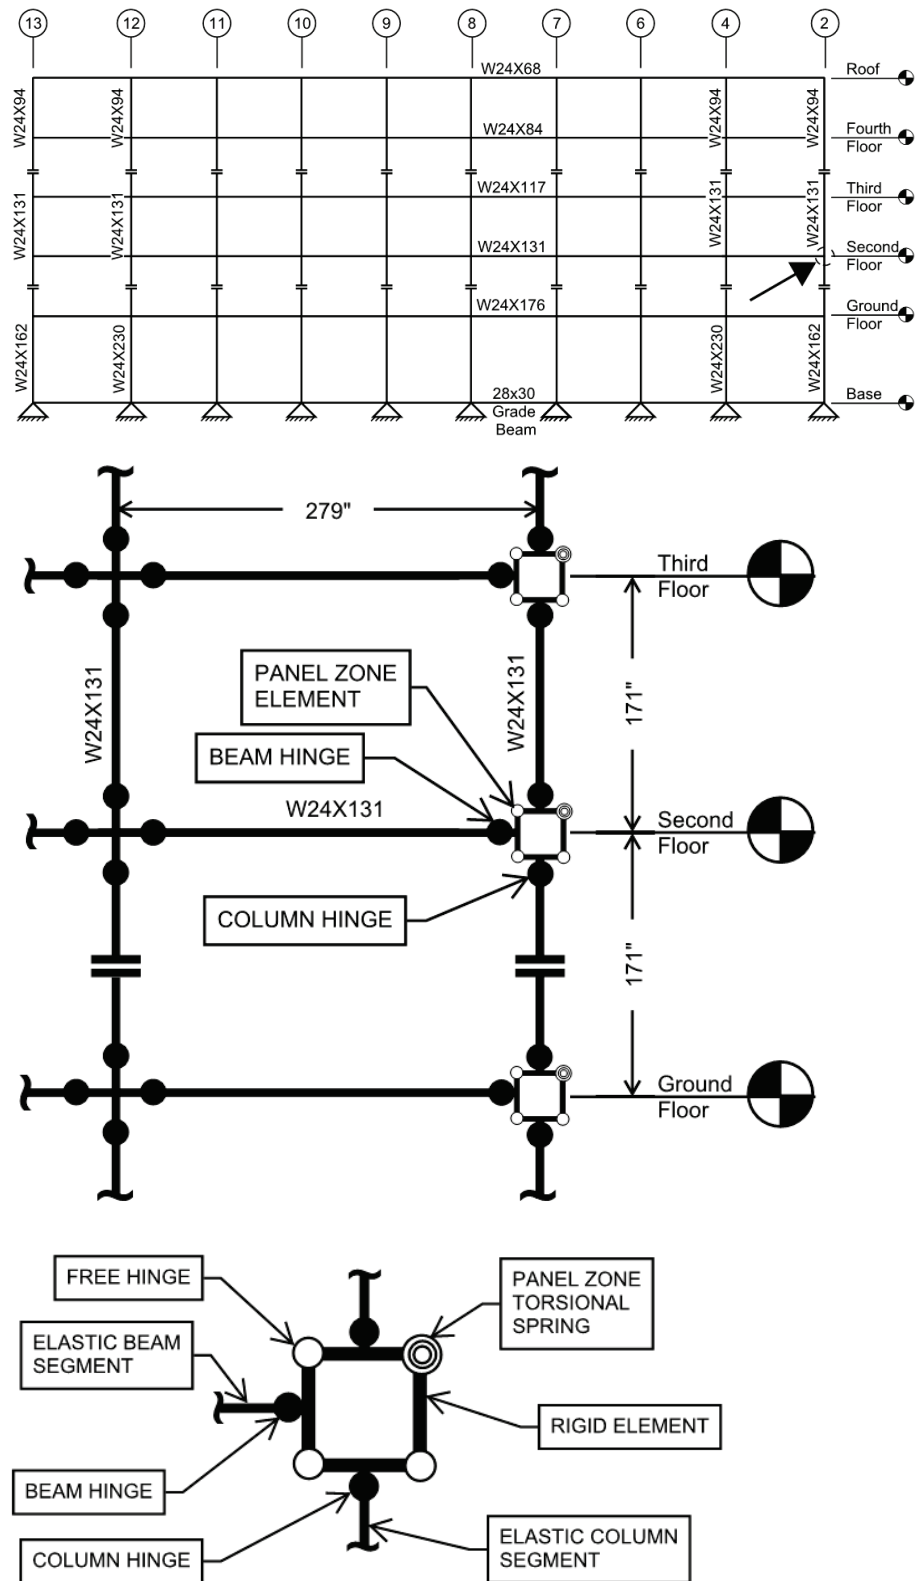 13 12 11 10 9 8 7 6 4 2
W24X68
Roof
W24X94
W24X94
W24X94
W24X94
W24X84
Fourth
Floor
W24X117
Third
Floor
W24X131
W24X131
W24X131
W24X131
W24X131
Second
Floor
W24X176
Ground
Floor
W24X162
W24X230
W24X230
W24X162
28x30
Grade
Beam
Base
279"
Third
Floor
W24X131
W24X131
171"
PANEL ZONE
ELEMENT
BEAM HINGE
W24X131
Second
Floor
COLUMN HINGE
171"
Ground
Floor
FREE HINGE
PANEL ZONE
TORSIONAL
SPRING
ELASTIC BEAM
SEGMENT
RIGID ELEMENT
BEAM HINGE
COLUMN HINGE
ELASTIC COLUMN
SEGMENT